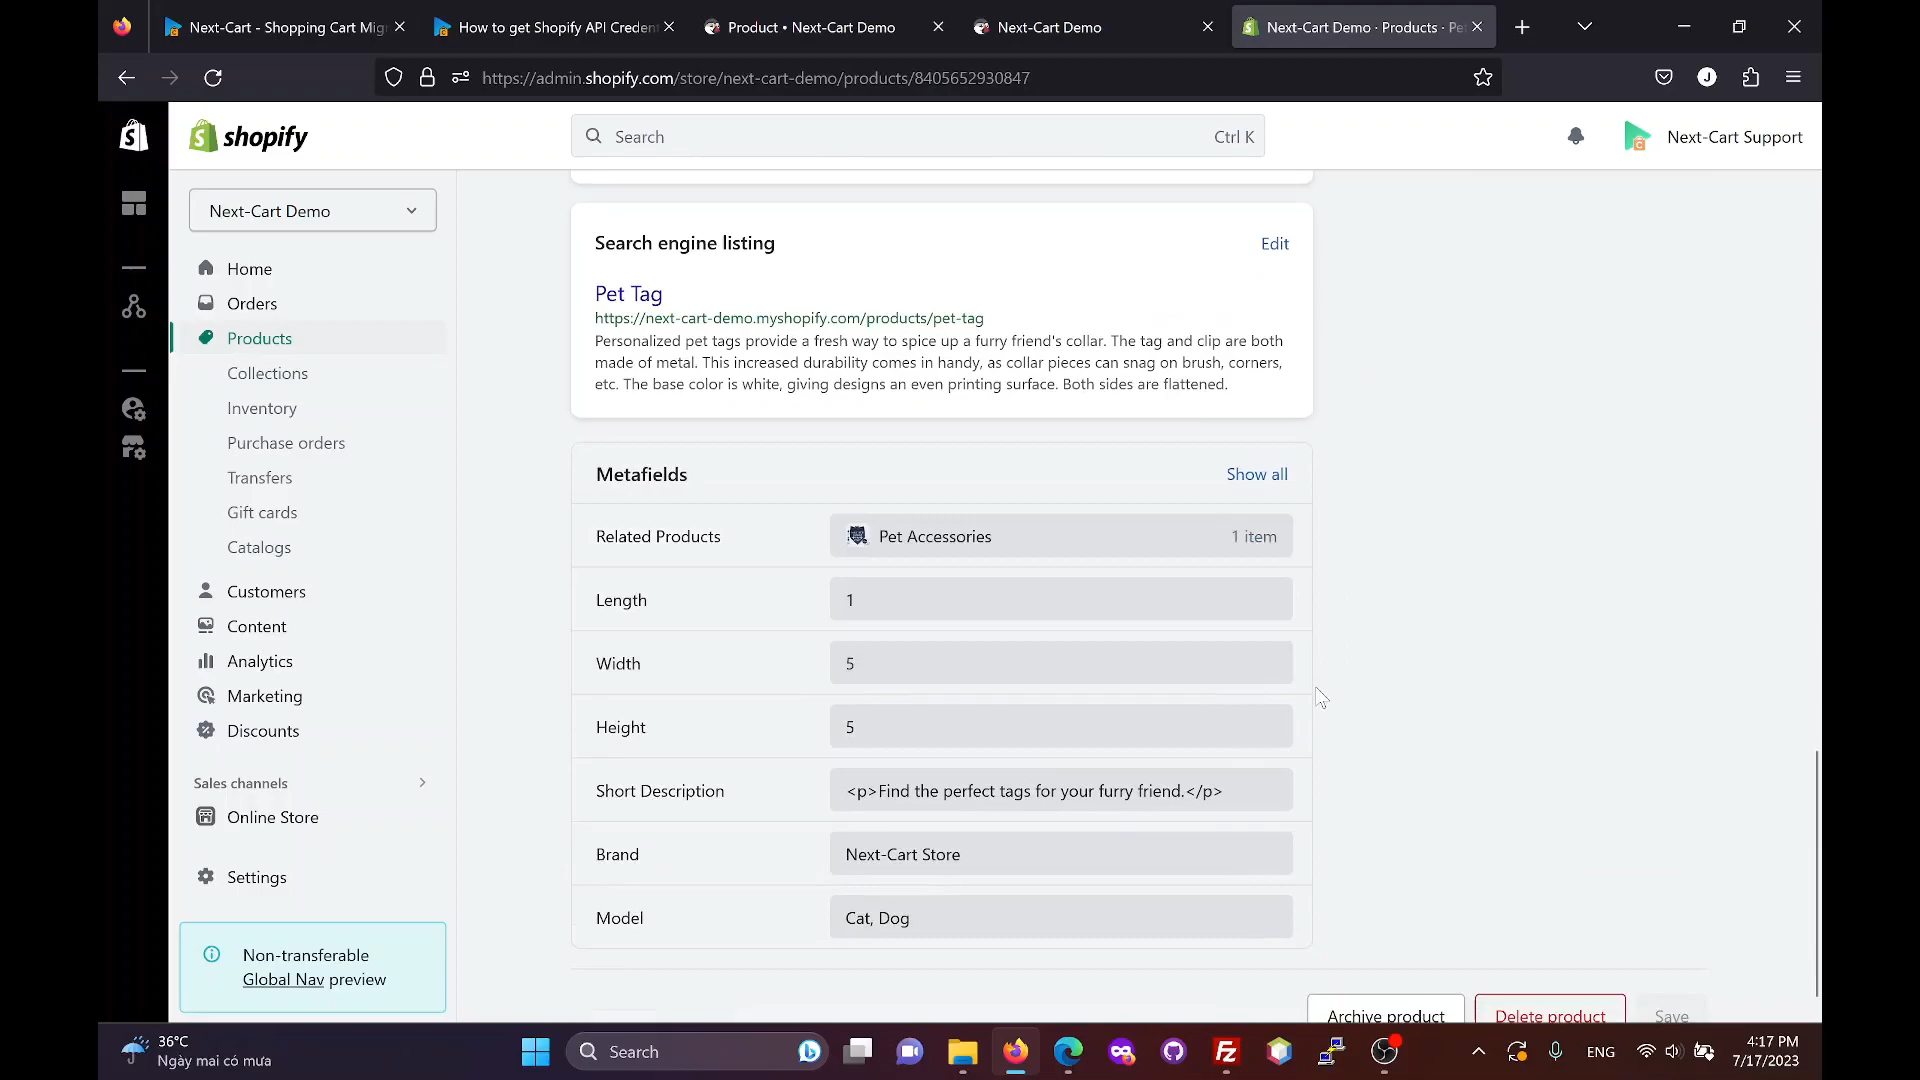 Next-Cart - Shopping Cart Mig
How to get Shopify API Creden
Product • Next-Cart Demo
Next-Cart Demo
Next-Cart Demo · Products · Pe
https://admin.shopify.com/store/next-cart-demo/products/8405652930847
J
shopify
Search
Ctrl K
Next-Cart Support
Next-Cart Demo
Home
Orders
Products
Collections
Inventory
Purchase orders
Transfers
Gift cards
Catalogs
Customers
Content
Analytics
Marketing
Discounts
Sales channels
Online Store
Settings
Non-transferable
Global Nav preview
Search engine listing
Edit
Pet Tag
https://next-cart-demo.myshopify.com/products/pet-tag
Personalized pet tags provide a fresh way to spice up a furry friend's collar. The tag and clip are both
made of metal. This increased durability comes in handy, as collar pieces can snag on brush, corners,
etc. The base color is white, giving designs an even printing surface. Both sides are flattened.
Metafields
Show all
Related Products
Pet Accessories
1 item
Length
1
Width
5
Height
5
Short Description
<p>Find the perfect tags for your furry friend.</p>
Brand
Next-Cart Store
Model
Cat, Dog
Archive product
Delete product
Save
36°C
Ngày mai có mưa
Search
ENG
4:17 PM
7/17/2023